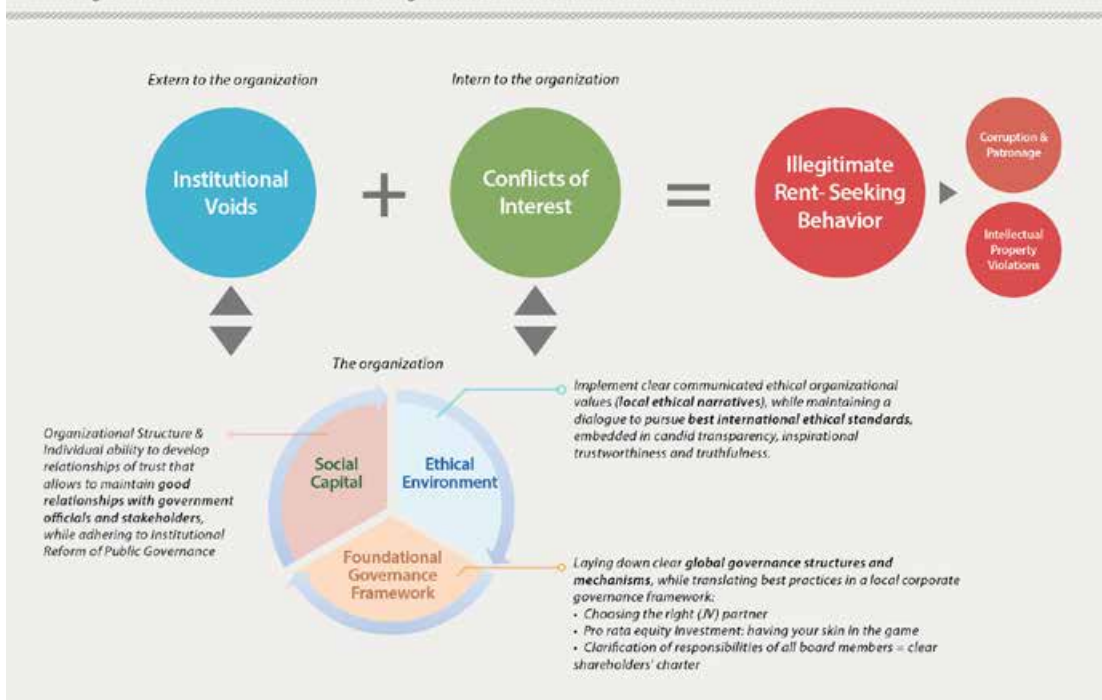 Extern to the organization
Intern to the organization
Institutional
Voids
+
Conflicts of
Interest
=
Illegitimate
Rent- Seeking
Behavior
Corruption &
Patronage
Intellectual
Property
Violations
The organization
Organizational Structure &
Individual ability to develop
relationships of trust that
allows to maintain good
relationships with government
officials and stakeholders,
while adhering to Institutional
Reform of Public Governance
Social
Capital
Ethical
Environment
Foundational
Governance
Framework
Implement clear communicated ethical organizational
values (local ethical narratives), while maintaining a
dialogue to pursue best international ethical standards,
embedded in candid transparency, inspirational
trustworthiness and truthfulness.
Laying down clear global governance structures and
mechanisms, while translating best practices in a local corporate
governance framework:
• Choosing the right (JV) partner
• Pro rata equity investment: having your skin in the game
• Clarification of responsibilities of all board members = clear
shareholders' charter